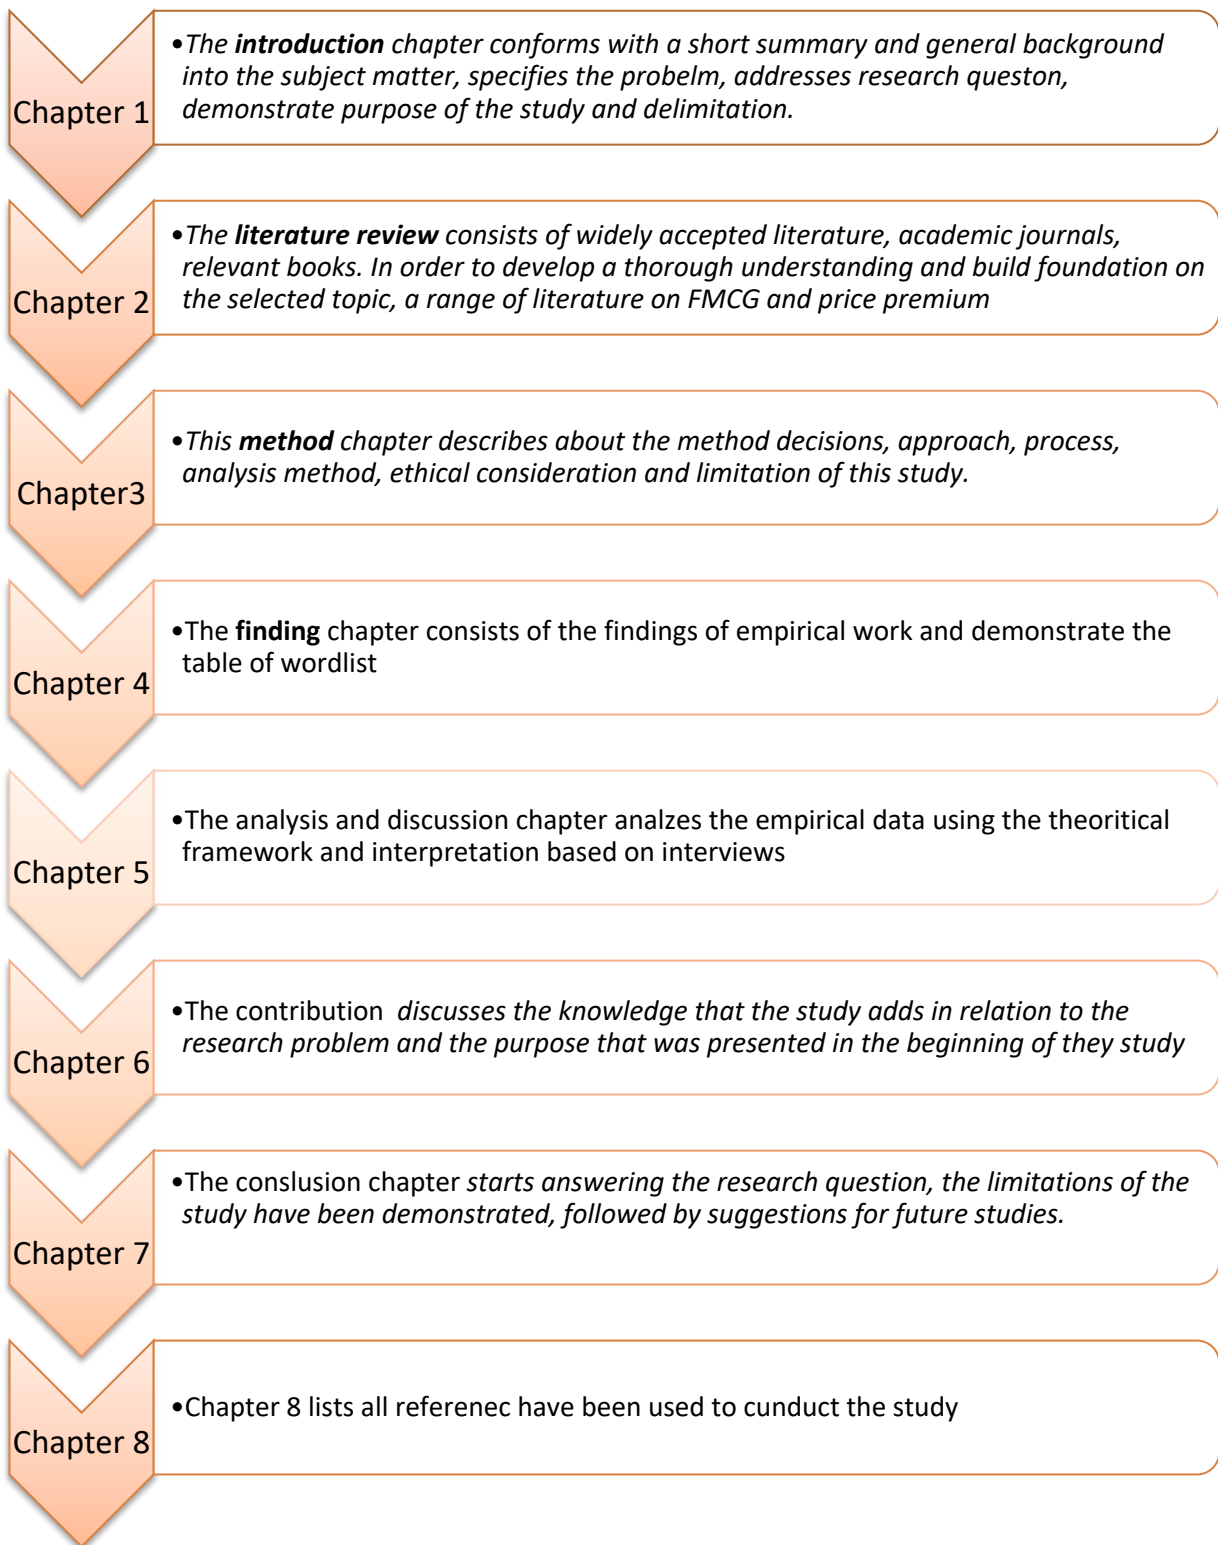 Chapter 1
•The introduction chapter conforms with a short summary and general background
into the subject matter, specifies the probelm, addresses research queston,
demonstrate purpose of the study and delimitation.
Chapter 2
•The literature review consists of widely accepted literature, academic journals,
relevant books. In order to develop a thorough understanding and build foundation on
the selected topic, a range of literature on FMCG and price premium
Chapter3
•This method chapter describes about the method decisions, approach, process,
analysis method, ethical consideration and limitation of this study.
Chapter 4
•The finding chapter consists of the findings of empirical work and demonstrate the
table of wordlist
Chapter 5
•The analysis and discussion chapter analzes the empirical data using the theoritical
framework and interpretation based on interviews
Chapter 6
•The contribution discusses the knowledge that the study adds in relation to the
research problem and the purpose that was presented in the beginning of they study
Chapter 7
•The conslusion chapter starts answering the research question, the limitations of the
study have been demonstrated, followed by suggestions for future studies.
Chapter 8
•Chapter 8 lists all referenec have been used to cunduct the study